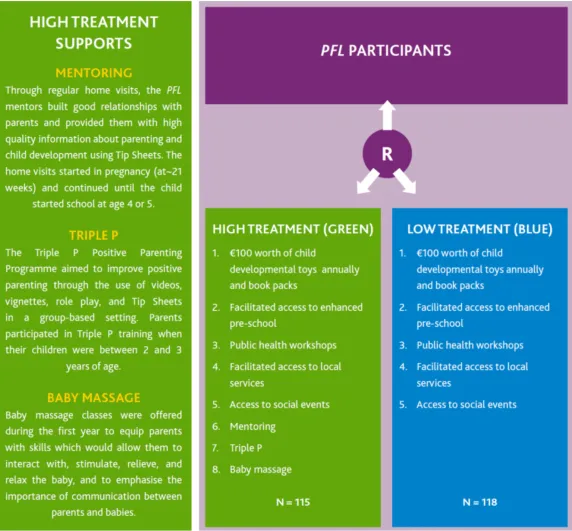 HIGH TREATMENT
SUPPORTS
MENTORING
Through regular home visits, the PFL
mentors built good relationships with
parents and provided them with high
quality information about parenting and
child development using Tip Sheets. The
home visits started in pregnancy (at~21
weeks) and continued until the child
started school at age 4 or 5.
TRIPLE P
The Triple P Positive Parenting
Programme aimed to improve positive
parenting through the use of videos,
vignettes, role play, and Tip Sheets
in a group-based setting. Parents
participated in Triple P training when
their children were between 2 and 3
years of age.
BABY MASSAGE
Baby massage classes were offered
during the first year to equip parents
with skills which would allow them to
interact with, stimulate, relieve, and
relax the baby, and to emphasise the
importance of communication between
parents and babies.
PFL PARTICIPANTS
R
HIGH TREATMENT (GREEN)
1. €100 worth of child
developmental toys annually
and book packs
2. Facilitated access to enhanced
pre-school
3. Public health workshops
4. Facilitated access to local
services
5. Access to social events
6. Mentoring
7. Triple P
8. Baby massage
N = 115
LOW TREATMENT (BLUE)
1. €100 worth of child
developmental toys annually
and book packs
2. Facilitated access to enhanced
pre-school
3. Public health workshops
4. Facilitated access to local
services
5. Access to social events
N = 118